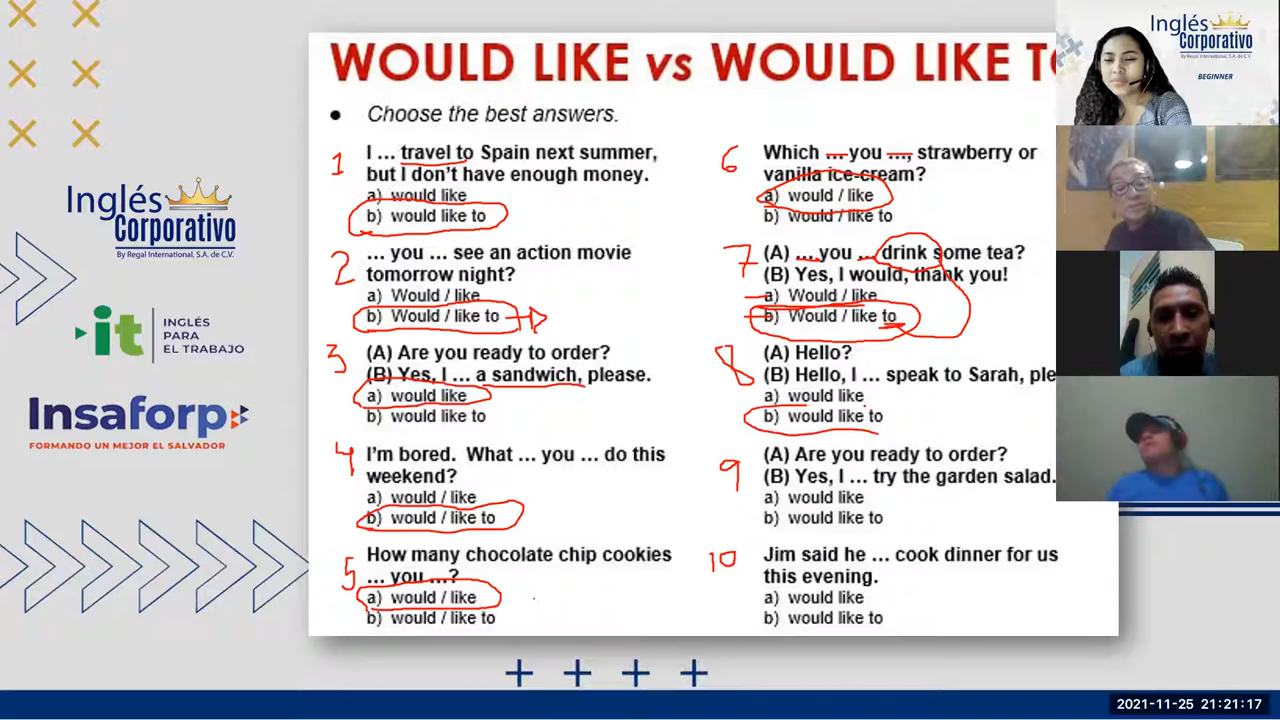 WOULD LIKE vs WOULD LIKE TO
• Choose the best answers.
1
I ... travel to Spain next summer,
but I don't have enough money.
a) would like
b) would like to
2
... you ... see an action movie
tomorrow night?
a) Would / like
b) Would / like to
3
(A) Are you ready to order?
(B) Yes, I ... a sandwich, please.
a) would like
b) would like to
4
I'm bored. What ... you ... do this
weekend?
a) would / like
b) would / like to
5
How many chocolate chip cookies
... you ...?
a) would / like
b) would / like to
6
Which ... you ..., strawberry or
vanilla ice-cream?
a) would / like
b) would / like to
7
(A) ... you ... drink some tea?
(B) Yes, I would, thank you!
a) Would / like
b) Would / like to
8
(A) Hello?
(B) Hello, I ... speak to Sarah, ple
a) would like
b) would like to
9
(A) Are you ready to order?
(B) Yes, I ... try the garden salad.
a) would like
b) would like to
10
Jim said he ... cook dinner for us
this evening.
a) would like
b) would like to
Inglés
Corporativo
By Regal International, S.A. de C.V.
it INGLÉS
PARA
EL TRABAJO
Insaforp
FORMANDO UN MEJOR EL SALVADOR
Inglés
Corporativo
By Regal International, S.A. de C.V.
BEGINNER
2021-11-25 21:21:17